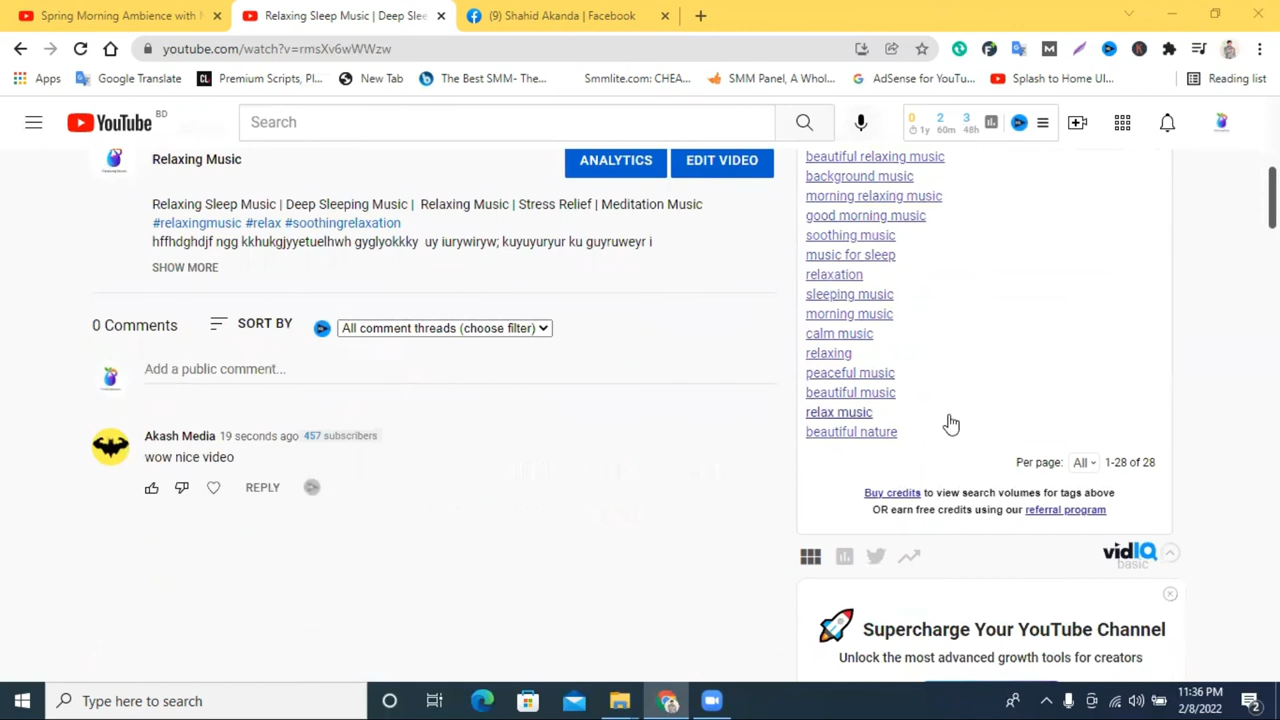 Spring Morning Ambience with
Relaxing Sleep Music | Deep Slee
(9) Shahid Akanda | Facebook
youtube.com/watch?v=rmsXv6wWWzw
Apps
Google Translate
Premium Scripts, Pl...
New Tab
The Best SMM- The...
Smmlite.com: CHEA...
SMM Panel, A Whol...
AdSense for YouTu...
Splash to Home UI...
Reading list
YouTube BD
Search
0 2 3
1y 60m 48h
Relaxing Music
ANALYTICS
EDIT VIDEO
Relaxing Sleep Music | Deep Sleeping Music | Relaxing Music | Stress Relief | Meditation Music
#relaxingmusic #relax #soothingrelaxation
hffhdghdjf ngg kkhukgjyyetuelhwh gyglyokkky uy iurywiryw; kuyuyuryur ku guyruweyr i
SHOW MORE
0 Comments
SORT BY
All comment threads (choose filter)
Add a public comment...
Akash Media 19 seconds ago 457 subscribers
wow nice video
REPLY
beautiful relaxing music
background music
morning relaxing music
good morning music
soothing music
music for sleep
relaxation
sleeping music
morning music
calm music
relaxing
peaceful music
beautiful music
relax music
beautiful nature
Per page: All 1-28 of 28
Buy credits to view search volumes for tags above
OR earn free credits using our referral program
vidIQ
basic
Supercharge Your YouTube Channel
Unlock the most advanced growth tools for creators
Type here to search
11:36 PM
2/8/2022
2